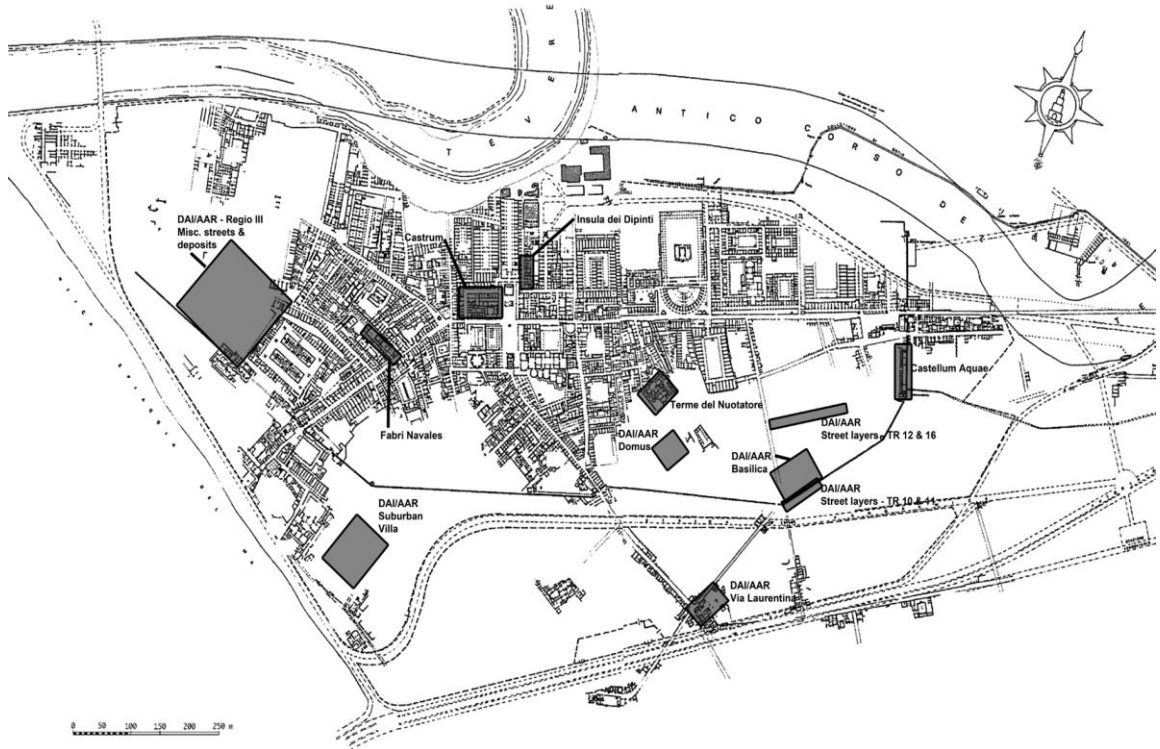 TEVERE
ANTICO CORSO DE
DAI/AAR - Regio III
Misc. streets &
deposits
Castrum
Insula dei Dipinti
Fabri Navales
Terme del Nuotatore
Castellum Aquae
DAI/AAR
Domus
DAI/AAR
Street layers - TR 12 & 16
DAI/AAR
Basilica
DAI/AAR
Street layers - TR 10 & 11
DAI/AAR
Suburban
Villa
DAI/AAR
Via Laurentina
0 50 100 150 200 250 m